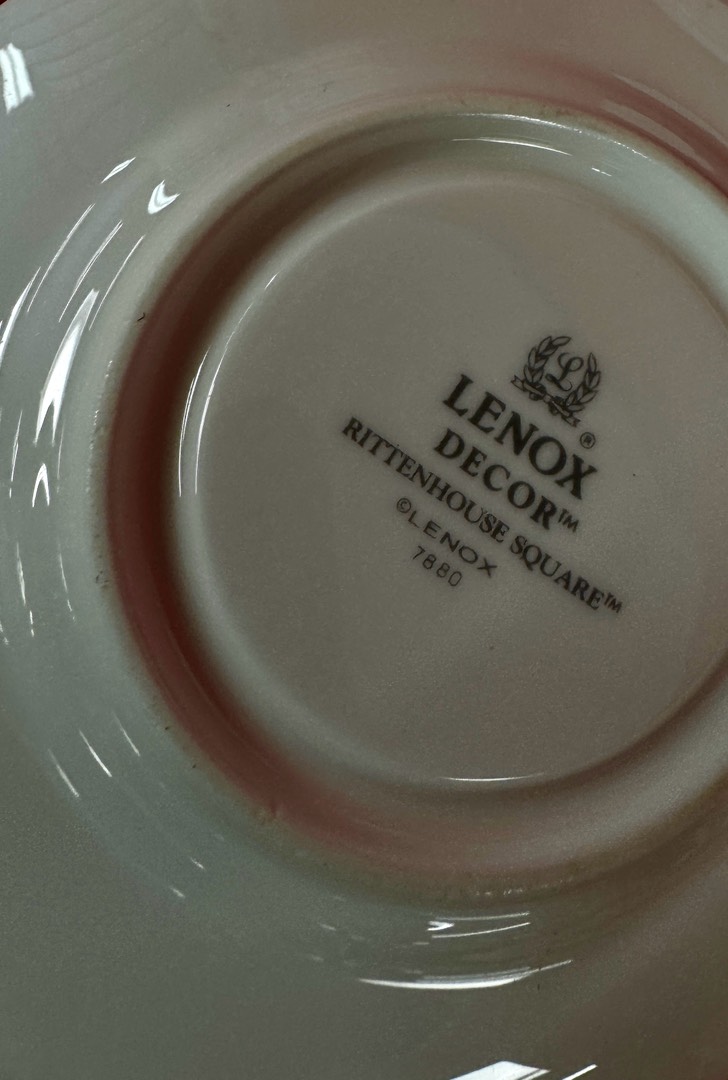 L
LENOX®
DECOR™
RITTENHOUSE SQUARE™
©LENOX
7880